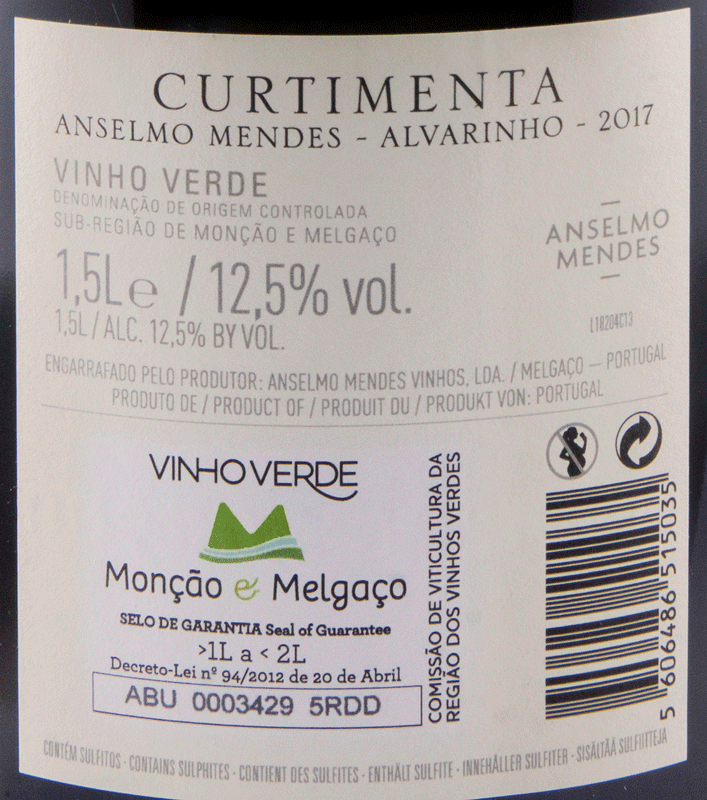 CURTIMENTA
ANSELMO MENDES - ALVARINHO - 2017
VINHO VERDE
DENOMINAÇÃO DE ORIGEM CONTROLADA
SUB-REGIÃO DE MONÇÃO E MELGAÇO
1,5L e / 12,5% vol.
1,5L / ALC. 12,5% BY VOL.
ANSELMO
MENDES
L18204C13
ENGARRAFADO PELO PRODUTOR: ANSELMO MENDES VINHOS, LDA. / MELGAÇO — PORTUGAL
PRODUTO DE / PRODUCT OF / PRODUIT DU / PRODUKT VON: PORTUGAL
VINHO VERDE
Monção e Melgaço
SELO DE GARANTIA Seal of Guarantee
>1L a < 2L
Decreto-Lei nº 94/2012 de 20 de Abril
ABU 0003429 5RDD
COMISSÃO DE VITICULTURA DA
REGIÃO DOS VINHOS VERDES
5 606486 515035
CONTÉM SULFITOS - CONTAINS SULPHITES - CONTIENT DES SULFITES - ENTHÄLT SULFITE - INNEHÅLLER SULFITER - SISÄLTÄÄ SULFIITTEJA